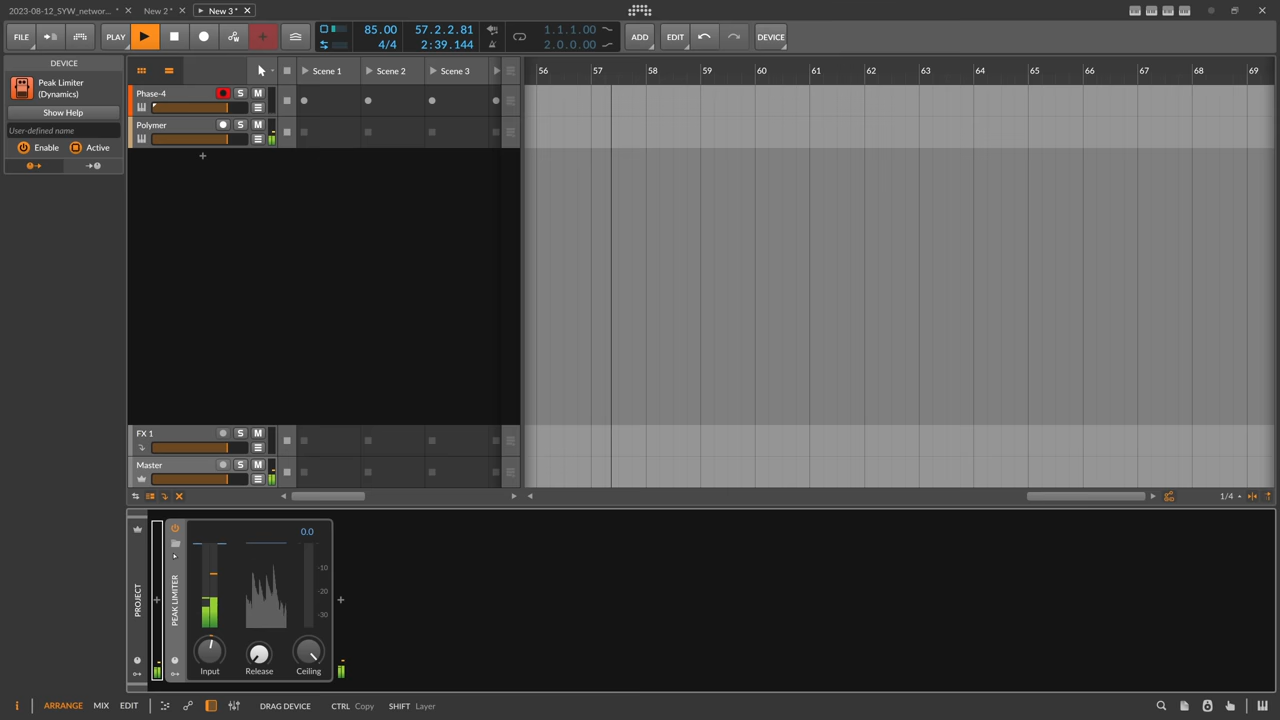 2023-08-12_SYW_networ... *
New 2 *
New 3 *
FILE
PLAY
85.00
4/4
57.2.2.81
2:39.144
1.1.1.00
2.0.0.00
ADD
EDIT
DEVICE
DEVICE
Peak Limiter
(Dynamics)
Show Help
User-defined name
Enable
Active
Scene 1
Scene 2
Scene 3
56 57 58 59 60 61 62 63 64 65 66 67 68 69
Phase-4
S M
Polymer
S M
+
FX 1
S M
Master
S M
1/4
PROJECT
PEAK LIMITER
0.0
-10
-20
-30
Input
Release
Ceiling
i
ARRANGE
MIX
EDIT
DRAG DEVICE
CTRL Copy
SHIFT Layer